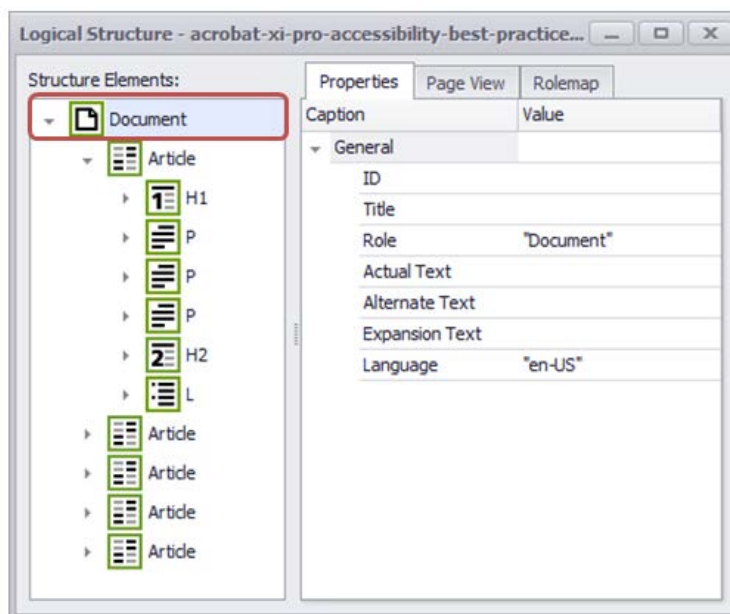 Logical Structure - acrobat-xi-pro-accessibility-best-practice...
Structure Elements:
Document
Article
1 H1
P
P
P
2 H2
L
Article
Article
Article
Article
Properties Page View Rolemap
Caption Value
General
ID
Title
Role "Document"
Actual Text
Alternate Text
Expansion Text
Language "en-US"